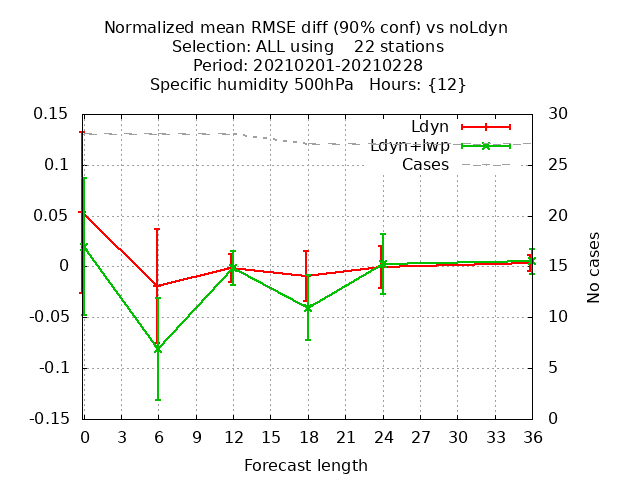 Normalized mean RMSE diff (90% conf) vs noLdyn
Selection: ALL using    22 stations
Period: 20210201-20210228
Specific humidity 500hPa   Hours: {12}
0.15
0.1
0.05
0
-0.05
-0.1
-0.15
30
25
20
15
10
5
0
Ldyn
Ldyn+lwp
Cases
No cases
0 3 6 9 12 15 18 21 24 27 30 33 36
Forecast length